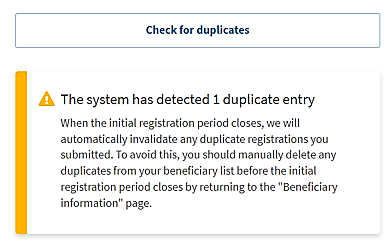 Check for duplicates
The system has detected 1 duplicate entry
When the initial registration period closes, we will
automatically invalidate any duplicate registrations you
submitted. To avoid this, you should manually delete any
duplicates from your beneficiary list before the initial
registration period closes by returning to the "Beneficiary
information" page.